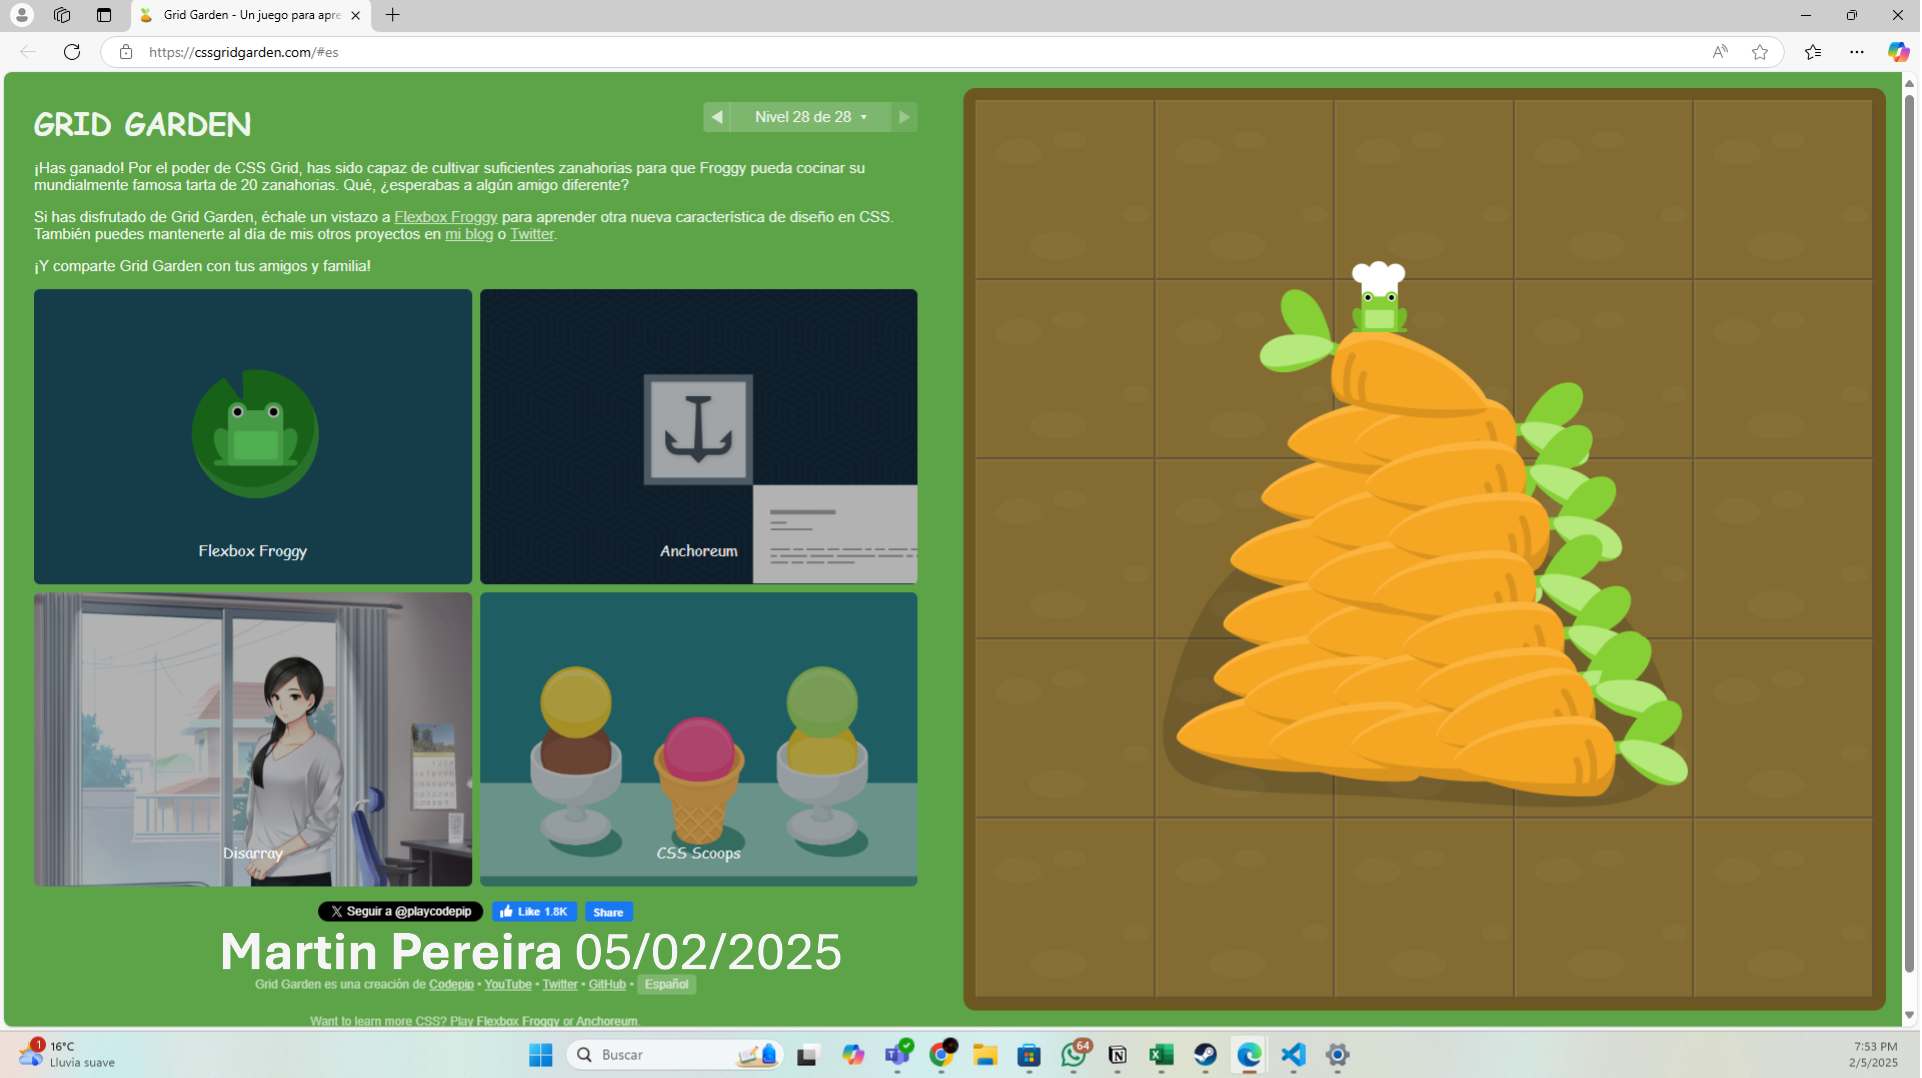 Grid Garden - Un juego para apre
https://cssgridgarden.com/#es
GRID GARDEN
Nivel 28 de 28
¡Has ganado! Por el poder de CSS Grid, has sido capaz de cultivar suficientes zanahorias para que Froggy pueda cocinar su
mundialmente famosa tarta de 20 zanahorias. Qué, ¿esperabas a algún amigo diferente?
Si has disfrutado de Grid Garden, échale un vistazo a Flexbox Froggy para aprender otra nueva característica de diseño en CSS.
También puedes mantenerte al día de mis otros proyectos en mi blog o Twitter.
¡Y comparte Grid Garden con tus amigos y familia!
Flexbox Froggy
Anchoreum
Disarray
CSS Scoops
Seguir a @playcodepip
Like 1.8K
Share
Martin Pereira 05/02/2025
Grid Garden es una creación de Codepip • YouTube • Twitter • GitHub • Español
Want to learn more CSS? Play Flexbox Froggy or Anchoreum.
1
16°C
Lluvia suave
Buscar
64
7:53 PM
2/5/2025